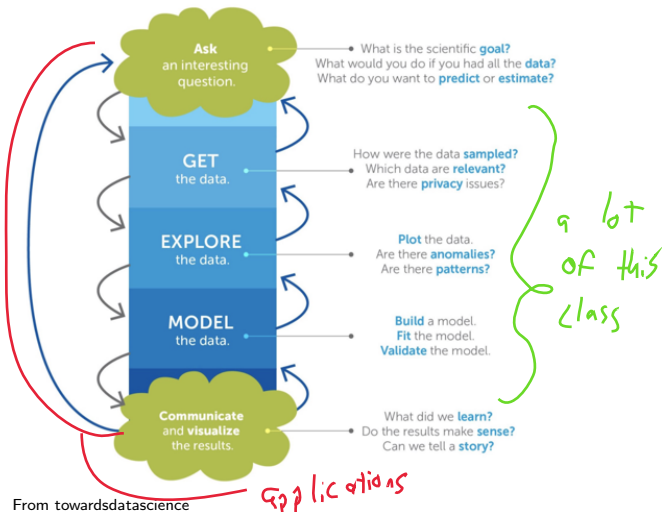 Ask
an interesting
question.
What is the scientific goal?
What would you do if you had all the data?
What do you want to predict or estimate?
GET
the data.
How were the data sampled?
Which data are relevant?
Are there privacy issues?
EXPLORE
the data.
Plot the data.
Are there anomalies?
Are there patterns?
MODEL
the data.
Build a model.
Fit the model.
Validate the model.
Communicate
and visualize
the results.
What did we learn?
Do the results make sense?
Can we tell a story?
a lot
of this
class
applications
From towardsdatascience